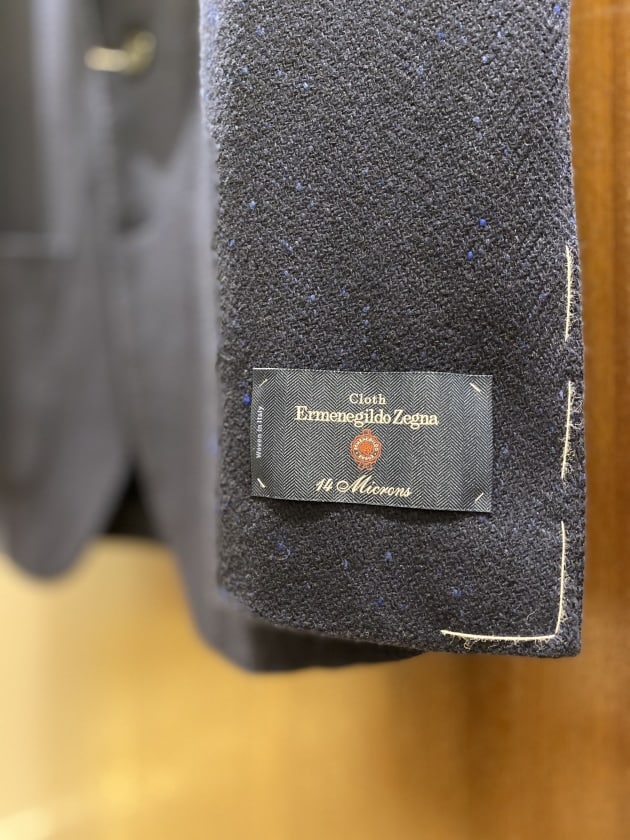 Cloth
Ermenegildo Zegna
14 Microns
Woven in Italy